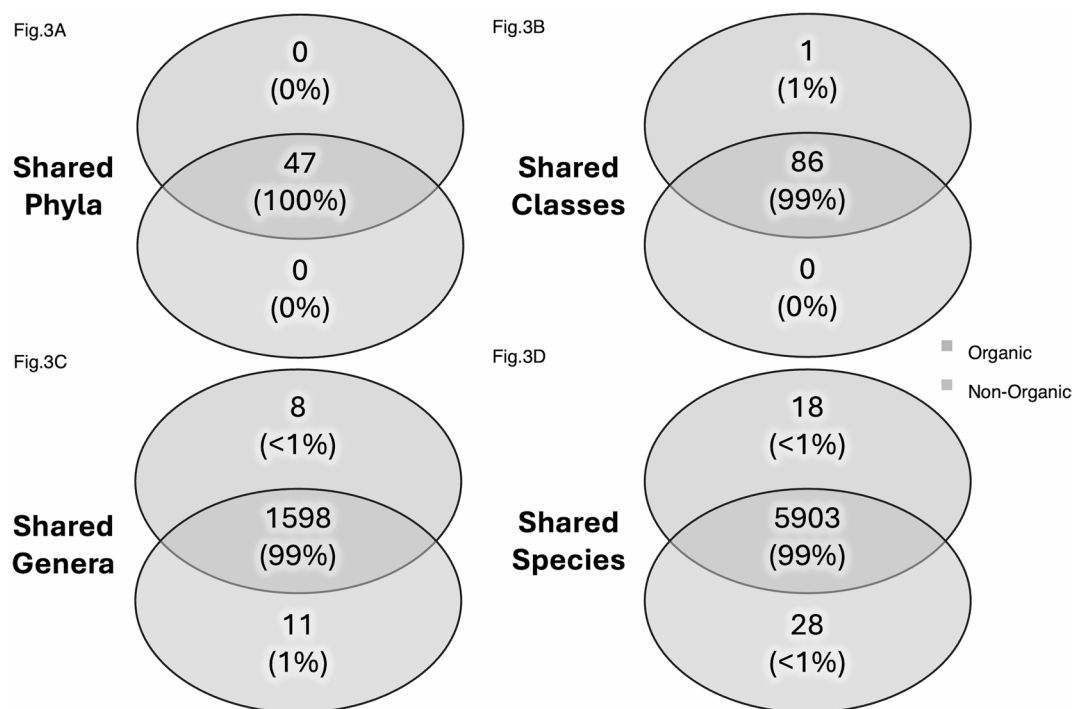 Fig.3A
0
(0%)
Shared
Phyla
47
(100%)
0
(0%)
Fig.3B
1
(1%)
Shared
Classes
86
(99%)
0
(0%)
Fig.3C
8
(<1%)
Shared
Genera
1598
(99%)
11
(1%)
Fig.3D
18
(<1%)
Shared
Species
5903
(99%)
28
(<1%)
Organic
Non-Organic